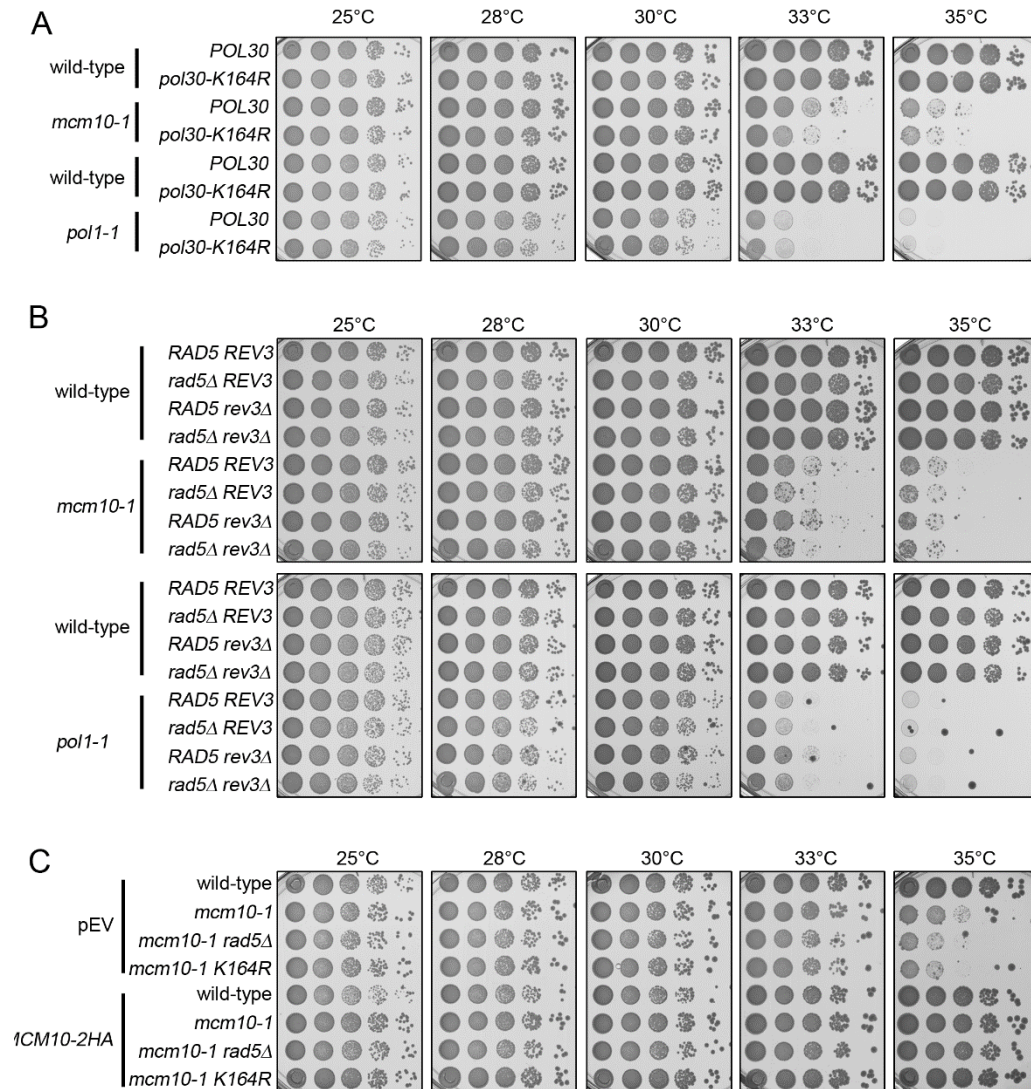 A
25°C 28°C 30°C 33°C 35°C
wild-type
POL30
pol30-K164R
mcm10-1
POL30
pol30-K164R
wild-type
POL30
pol30-K164R
pol1-1
POL30
pol30-K164R
B
25°C 28°C 30°C 33°C 35°C
wild-type
RAD5 REV3
rad5Δ REV3
RAD5 rev3Δ
rad5Δ rev3Δ
mcm10-1
RAD5 REV3
rad5Δ REV3
RAD5 rev3Δ
rad5Δ rev3Δ
wild-type
RAD5 REV3
rad5Δ REV3
RAD5 rev3Δ
rad5Δ rev3Δ
pol1-1
RAD5 REV3
rad5Δ REV3
RAD5 rev3Δ
rad5Δ rev3Δ
C
25°C 28°C 30°C 33°C 35°C
pEV
wild-type
mcm10-1
mcm10-1 rad5Δ
mcm10-1 K164R
MCM10-2HA
wild-type
mcm10-1
mcm10-1 rad5Δ
mcm10-1 K164R